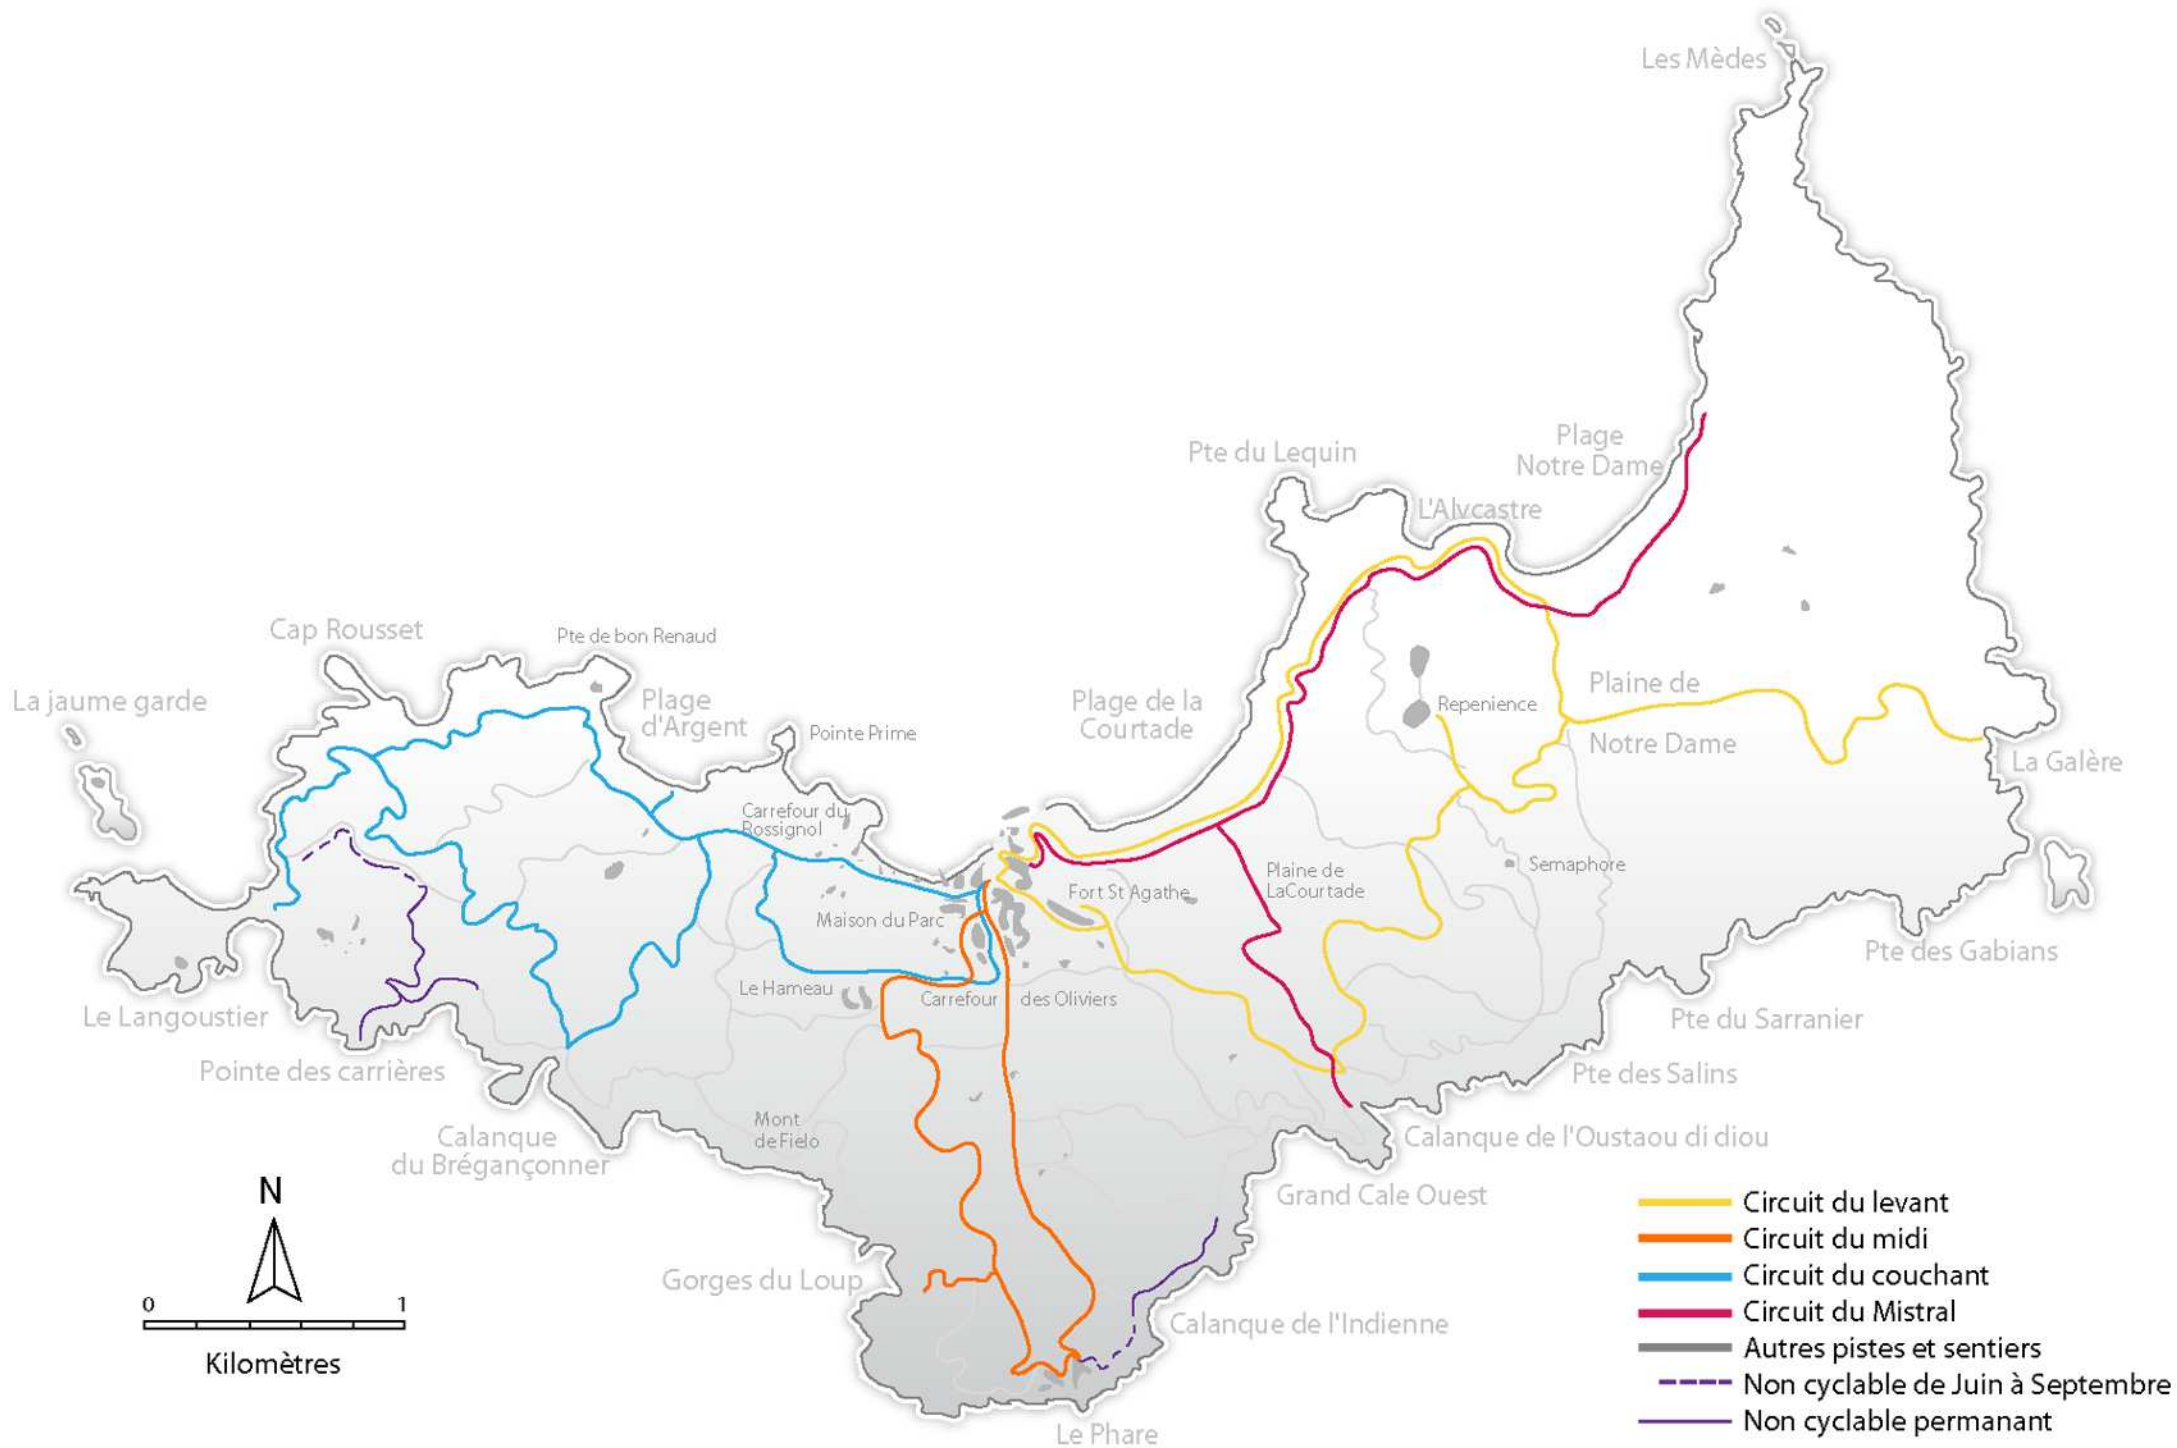 Les Mèdes
Plage
Notre Dame
Pte du Lequin
L'Alycastre
Cap Rousset
Pte de bon Renaud
La jaume garde
Plage
d'Argent
Pointe Prime
Plage de la
Courtade
Repenience
Plaine de
Notre Dame
La Galère
Carrefour du
Rossignol
Maison du Parc
Fort St Agathe
Plaine de
LaCourtade
Semaphore
Pte des Gabians
Le Hameau
Carrefour des Oliviers
Le Langoustier
Pte du Sarranier
Pointe des carrières
Pte des Salins
Mont
de Fielo
Calanque
du Brégançonner
Calanque de l'Oustaou di diou
Grand Cale Ouest
Gorges du Loup
Calanque de l'Indienne
Le Phare
N
0 1
Kilomètres
Circuit du levant
Circuit du midi
Circuit du couchant
Circuit du Mistral
Autres pistes et sentiers
Non cyclable de Juin à Septembre
Non cyclable permanant